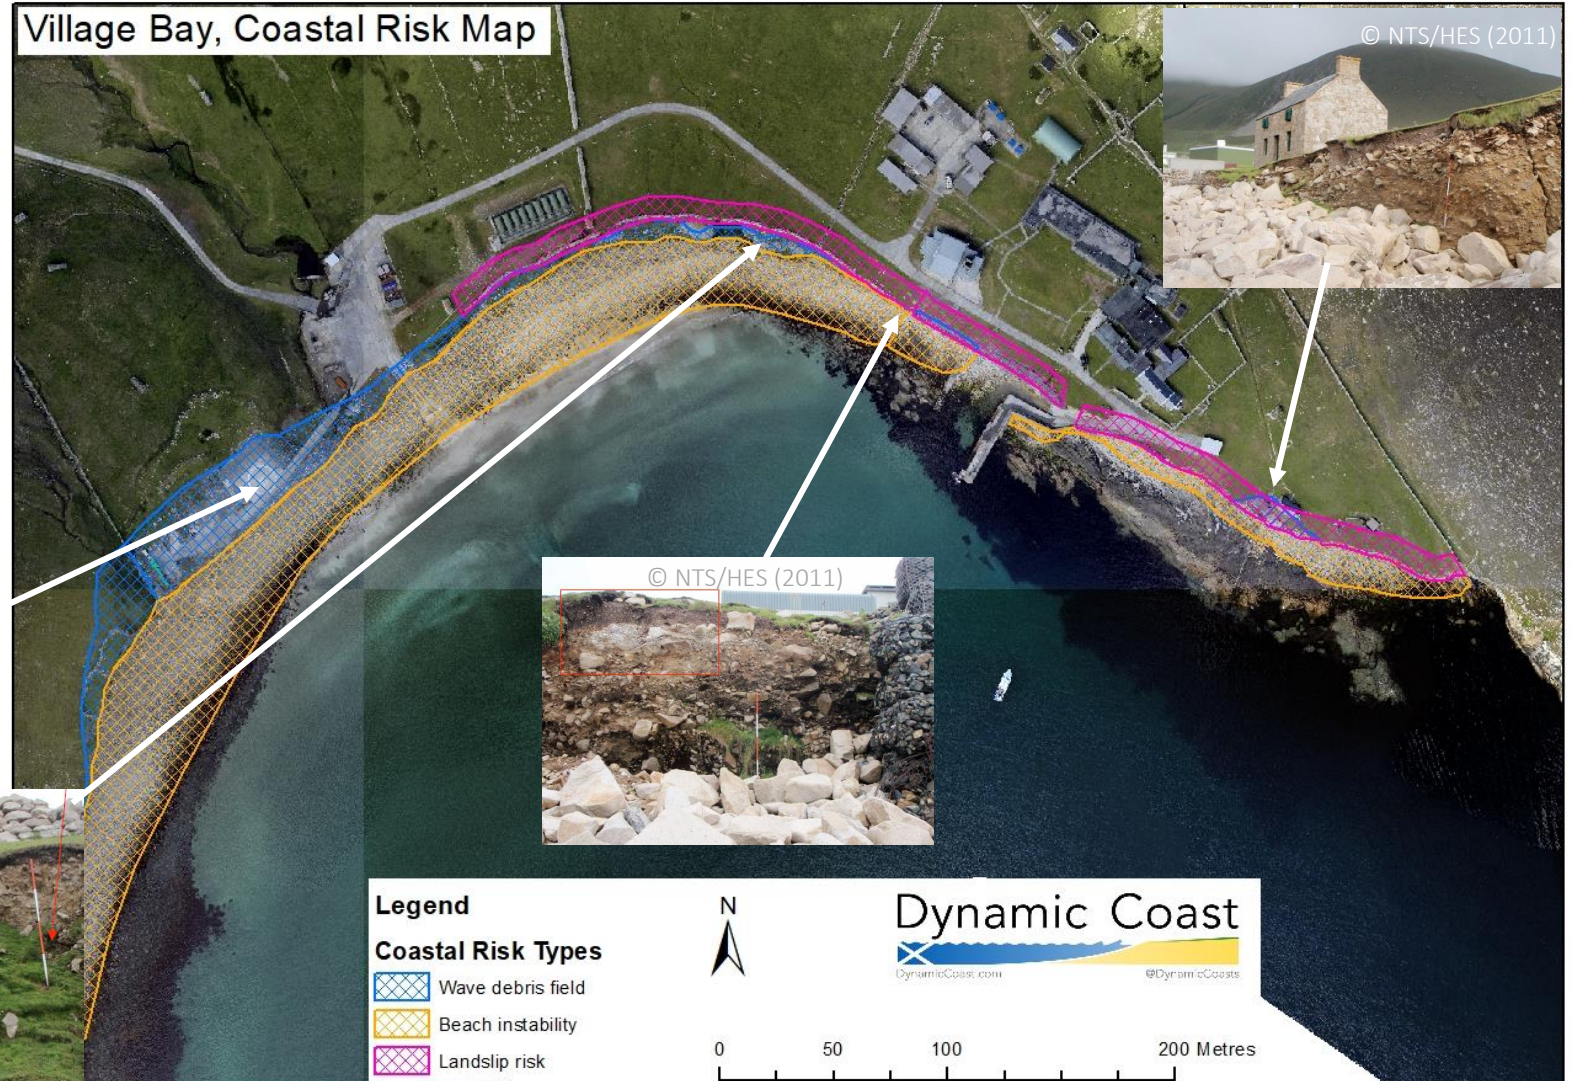 Village Bay, Coastal Risk Map
© NTS/HES (2011)
© NTS/HES (2011)
Legend
Coastal Risk Types
Wave debris field
Beach instability
Landslip risk
N
Dynamic Coast
DynamicCoast.com
@DynamicCoasts
0 50 100 200 Metres